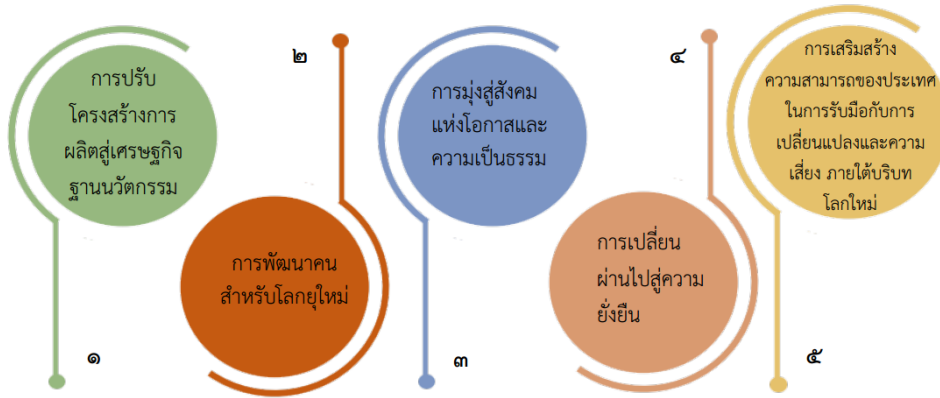 การปรับ
โครงสร้างการ
ผลิตสู่เศรษฐกิจ
ฐานนวัตกรรม
๑
๒
การพัฒนาคน
สำหรับโลกยุใหม่
การมุ่งสู่สังคม
แห่งโอกาสและ
ความเป็นธรรม
๓
๔
การเปลี่ยน
ผ่านไปสู่ความ
ยั่งยืน
การเสริมสร้าง
ความสามารถของประเทศ
ในการรับมือกับการ
เปลี่ยนแปลงและความ
เสี่ยง ภายใต้บริบท
โลกใหม่
๕